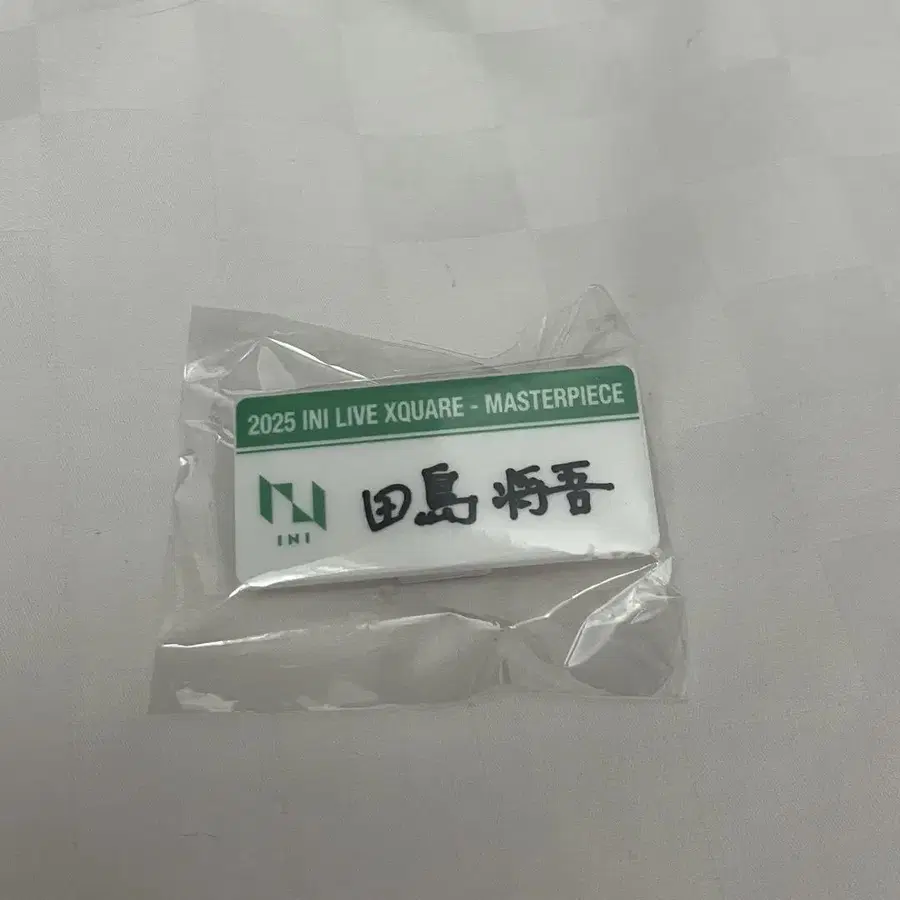 2025 INI LIVE XQUARE - MASTERPIECE
INI
田島将吾